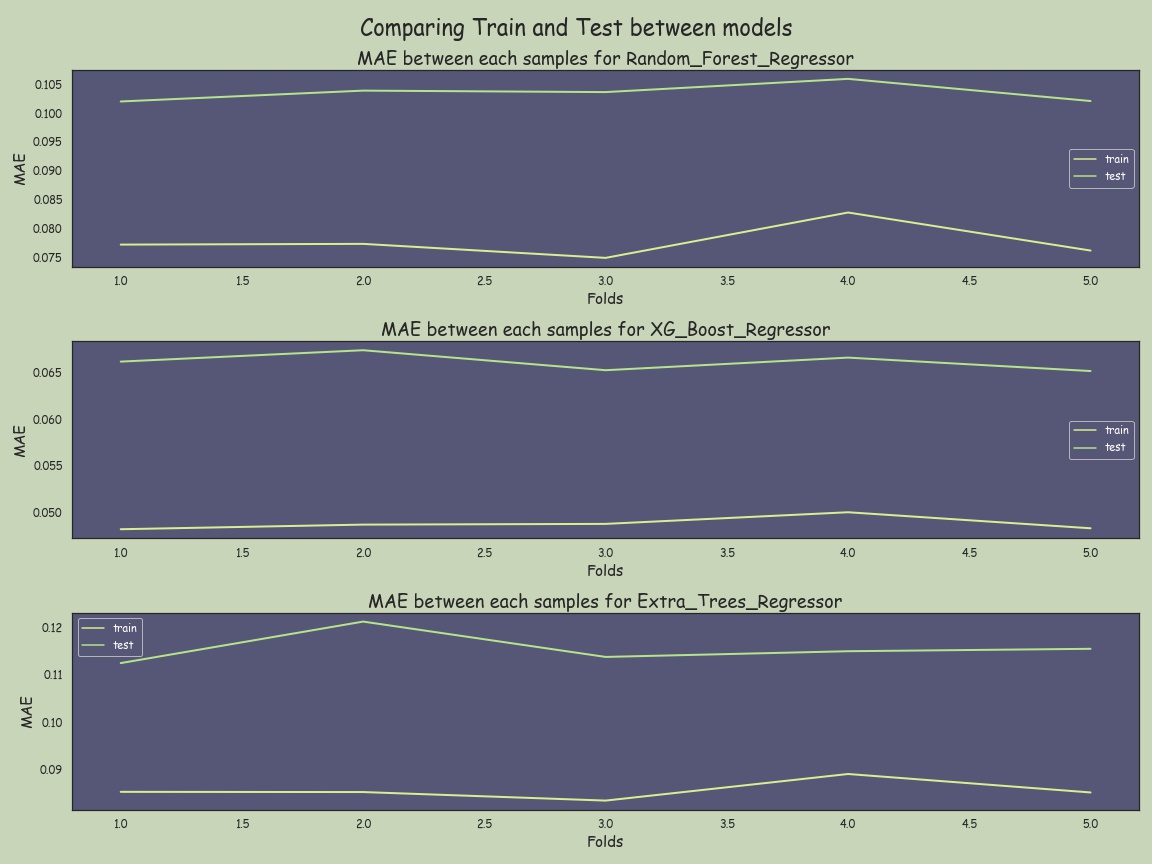 Comparing Train and Test between models
MAE between each samples for Random_Forest_Regressor
0.105
0.100
0.095
0.090
0.085
0.080
0.075
MAE
train
test
1.0 1.5 2.0 2.5 3.0 3.5 4.0 4.5 5.0
Folds
MAE between each samples for XG_Boost_Regressor
0.065
0.060
0.055
0.050
MAE
train
test
1.0 1.5 2.0 2.5 3.0 3.5 4.0 4.5 5.0
Folds
MAE between each samples for Extra_Trees_Regressor
0.12
0.11
0.10
0.09
MAE
train
test
1.0 1.5 2.0 2.5 3.0 3.5 4.0 4.5 5.0
Folds